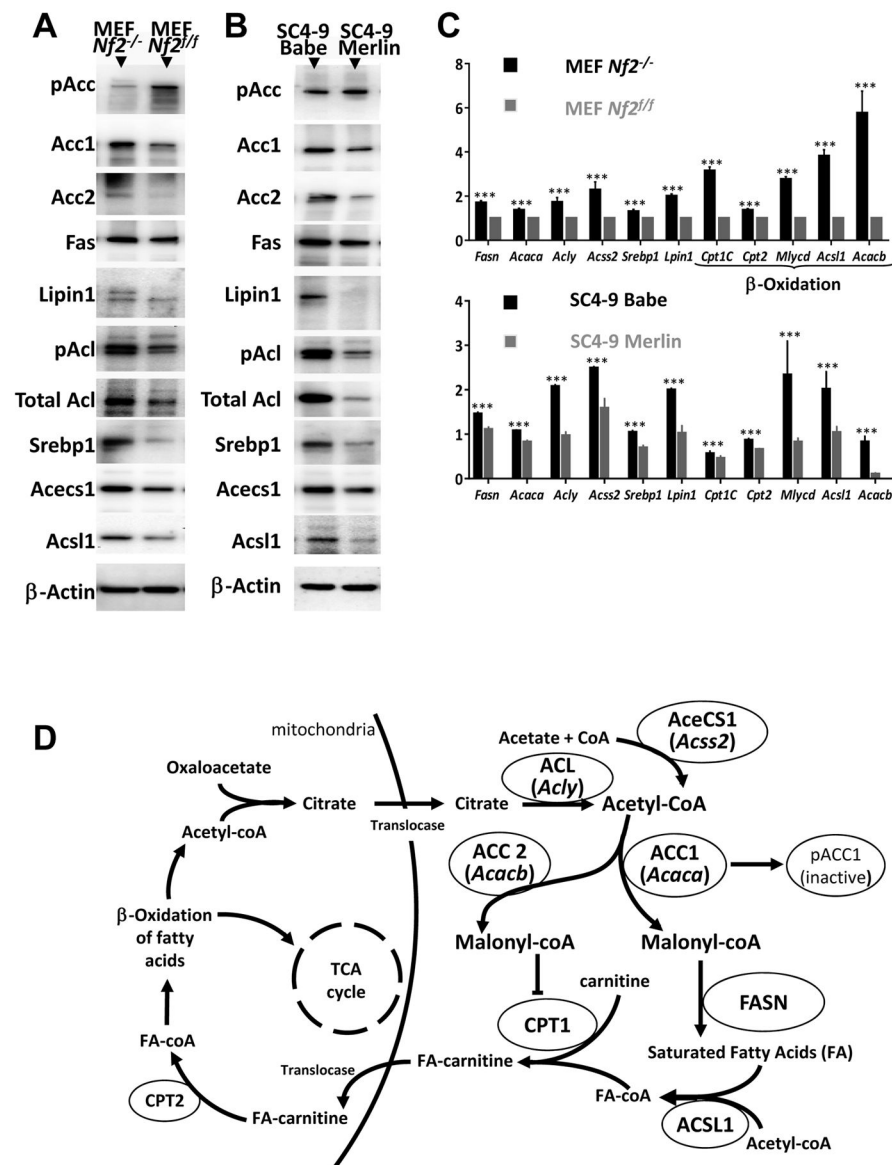 A
MEF MEF
Nf2-/- Nf2f/f
pAcc
Acc1
Acc2
Fas
Lipin1
pAcl
Total Acl
Srebp1
Acecs1
Acsl1
β-Actin
B
SC4-9 SC4-9
Babe Merlin
pAcc
Acc1
Acc2
Fas
Lipin1
pAcl
Total Acl
Srebp1
Acecs1
Acsl1
β-Actin
C
8
6
4
2
0
MEF Nf2-/-
MEF Nf2f/f
*** *** *** *** *** *** *** *** *** *** ***
Fasn Acaca Acly Acss2 Srebp1 Lpin1 Cpt1C Cpt2 Mlycd Acsl1 Acacb
β-Oxidation
4
3
2
1
0
SC4-9 Babe
SC4-9 Merlin
*** *** *** *** *** *** *** *** *** *** ***
Fasn Acaca Acly Acss2 Srebp1 Lpin1 Cpt1C Cpt2 Mlycd Acsl1 Acacb
D
mitochondria
Oxaloacetate
Acetyl-coA
Citrate
Translocase
Citrate
ACL
(Acly)
Acetate + CoA
AceCS1
(Acss2)
Acetyl-CoA
ACC 2
(Acacb)
ACC1
(Acaca)
pACC1
(inactive)
β-Oxidation
of fatty
acids
TCA
cycle
Malonyl-coA
Malonyl-coA
carnitine
CPT1
FASN
Saturated Fatty Acids (FA)
FA-coA
Translocase
FA-carnitine
FA-coA
CPT2
FA-carnitine
ACSL1
Acetyl-coA